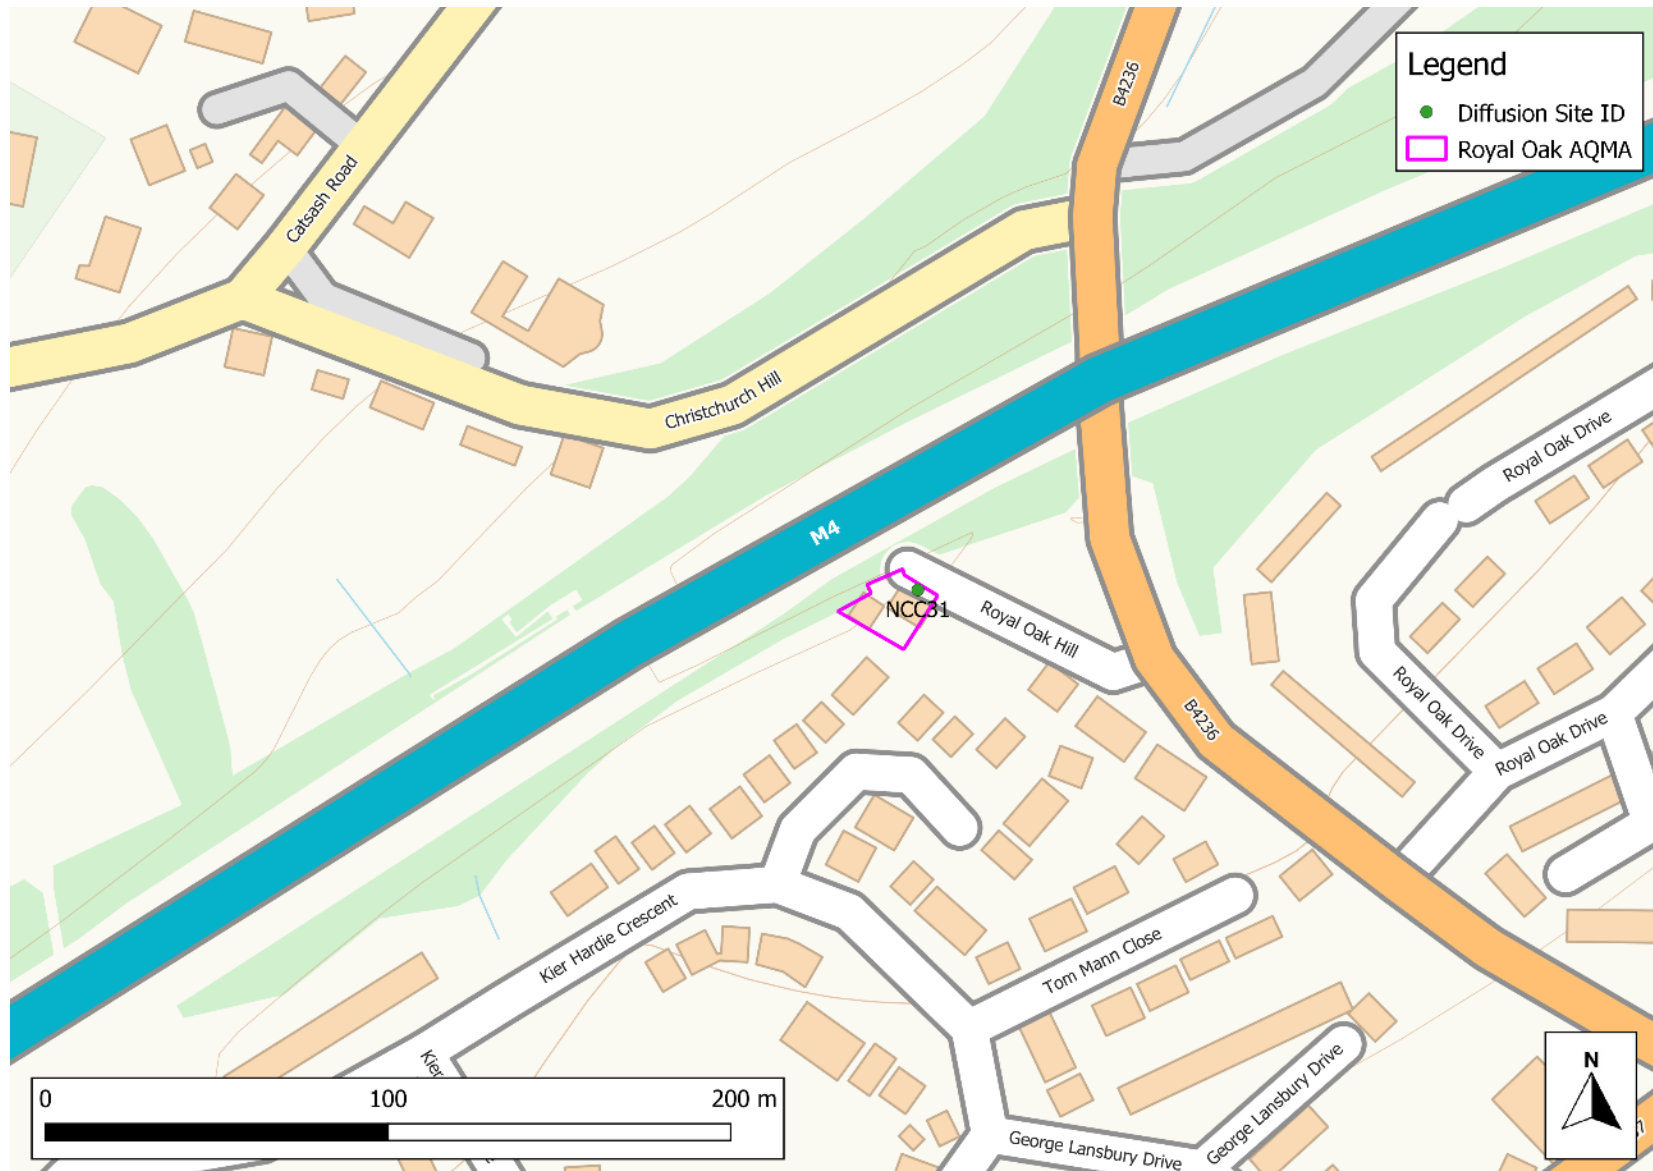 B4236
Legend
Diffusion Site ID
Royal Oak AQMA
Catsash Road
Christchurch Hill
Royal Oak Drive
M4
NCC31
Royal Oak Hill
Royal Oak Drive
B4236
Royal Oak Drive
Kier Hardie Crescent
Tom Mann Close
Kier
George Lansbury Drive
George Lansbury Drive
0 100 200 m
N